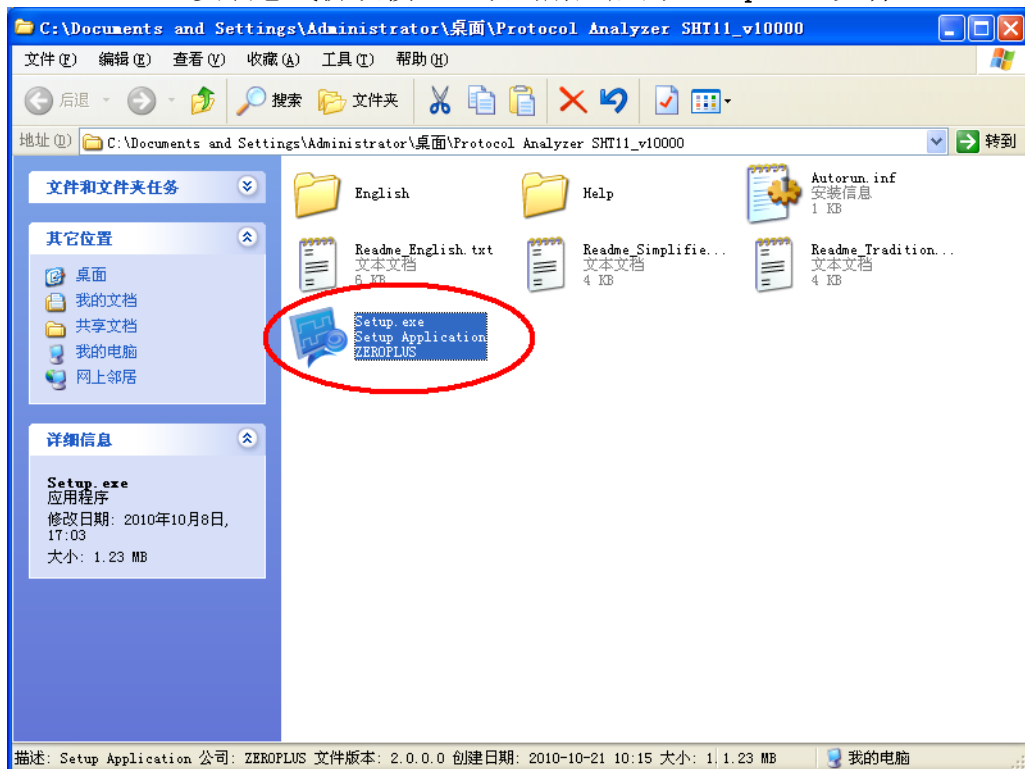 C:\Documents and Settings\Administrator\桌面\Protocol Analyzer SHT11_v10000
文件(F) 编辑(E) 查看(V) 收藏(A) 工具(T) 帮助(H)
后退 搜索 文件夹
地址(D) C:\Documents and Settings\Administrator\桌面\Protocol Analyzer SHT11_v10000 转到
文件和文件夹任务
其它位置
桌面
我的文档
共享文档
我的电脑
网上邻居
详细信息
Setup.exe
应用程序
修改日期: 2010年10月8日,
17:03
大小: 1.23 MB
English
Help
Autorun.inf
安装信息
1 KB
Readme_English.txt
文本文档
6 KB
Readme_Simplifie...
文本文档
4 KB
Readme_Tradition...
文本文档
4 KB
Setup.exe
Setup Application
ZEROPLUS
描述: Setup Application 公司: ZEROPLUS 文件版本: 2.0.0.0 创建日期: 2010-10-21 10:15 大小: 1 1.23 MB 我的电脑